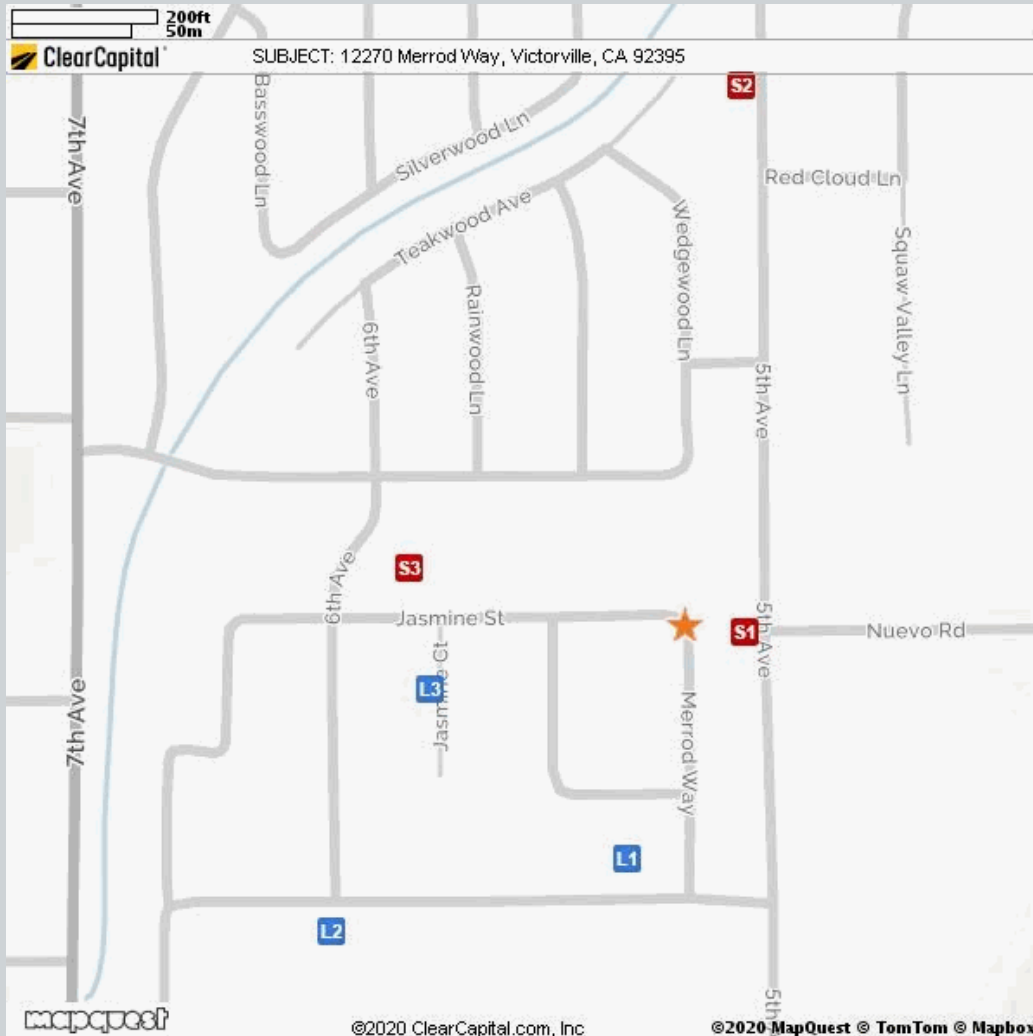 200ft
50m
ClearCapital
SUBJECT: 12270 Merrod Way, Victorville, CA 92395
S2
7th Ave
Basswood Ln
Silverwood Ln
Red Cloud Ln
Teakwood Ave
Wedgewood Ln
Squaw Valley Ln
6th Ave
Rainwood Ln
5th Ave
S3
6th Ave
Jasmine St
S1
5th Ave
Nuevo Rd
L3
Jasmine Ct
7th Ave
Merrod Way
L1
L2
5th
mapquest
©2020 ClearCapital.com, Inc
©2020 MapQuest © TomTom © Mapbox